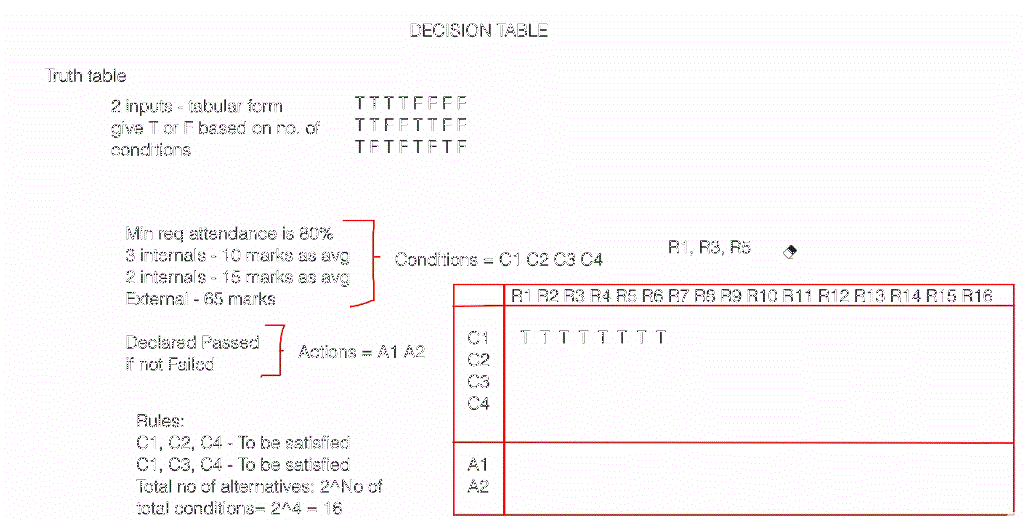 DECISION TABLE
Truth table
2 inputs - tabular form
give T or F based on no. of
conditions
T T T T F F F F
T T F F T T F F
T F T F T F T F
Min req attendance is 80%
3 internals - 10 marks as avg
2 internals - 15 marks as avg
External - 65 marks
Conditions = C1 C2 C3 C4
R1, R3, R5
Declared Passed
if not Failed
Actions = A1 A2
Rules:
C1, C2, C4 - To be satisfied
C1, C3, C4 - To be satisfied
Total no of alternatives: 2^No of
total conditions= 2^4 = 16
R1 R2 R3 R4 R5 R6 R7 R8 R9 R10 R11 R12 R13 R14 R15 R16
C1 T T T T T T T T
C2
C3
C4
A1
A2